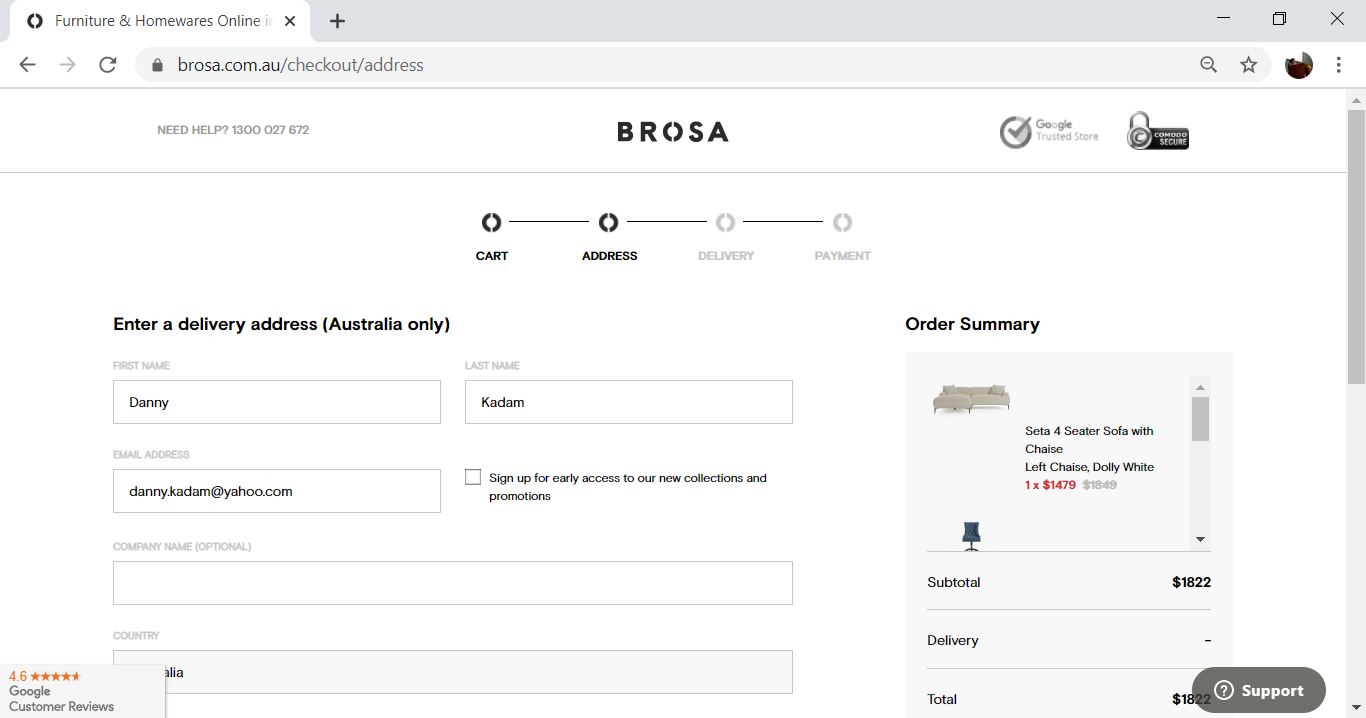 Furniture & Homewares Online in
brosa.com.au/checkout/address
NEED HELP? 1300 027 672
BROSA
Google
Trusted Store
COMODO
SECURE
CART
ADDRESS
DELIVERY
PAYMENT
Enter a delivery address (Australia only)
FIRST NAME
LAST NAME
Danny
Kadam
EMAIL ADDRESS
danny.kadam@yahoo.com
Sign up for early access to our new collections and
promotions
COMPANY NAME (OPTIONAL)
COUNTRY
alia
4.6
Google
Customer Reviews
Order Summary
Seta 4 Seater Sofa with
Chaise
Left Chaise, Dolly White
1 x $1479 $1849
Subtotal $1822
Delivery -
Total $1822
Support